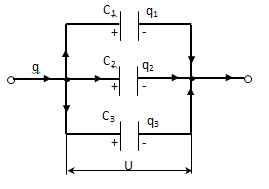 C₁ q₁
+ -
q C₂ q₂
+ -
C₃ q₃
+ -
U